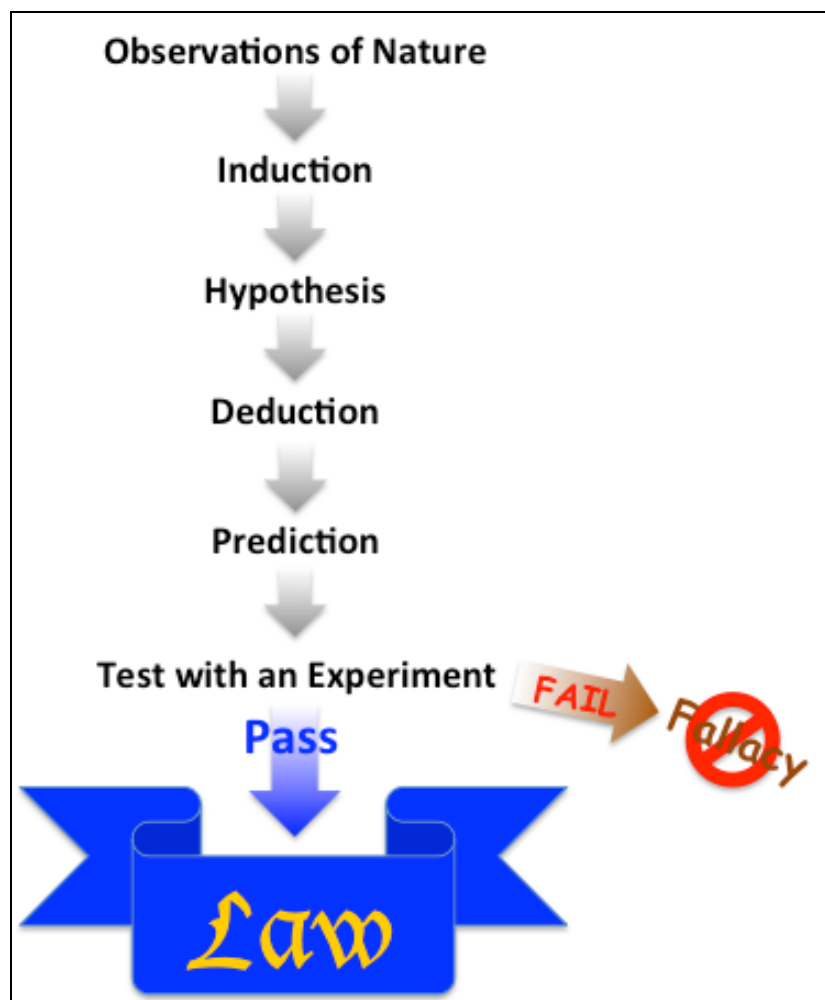 Observations of Nature
Induction
Hypothesis
Deduction
Prediction
Test with an Experiment
FAIL
Fallacy
Pass
Law